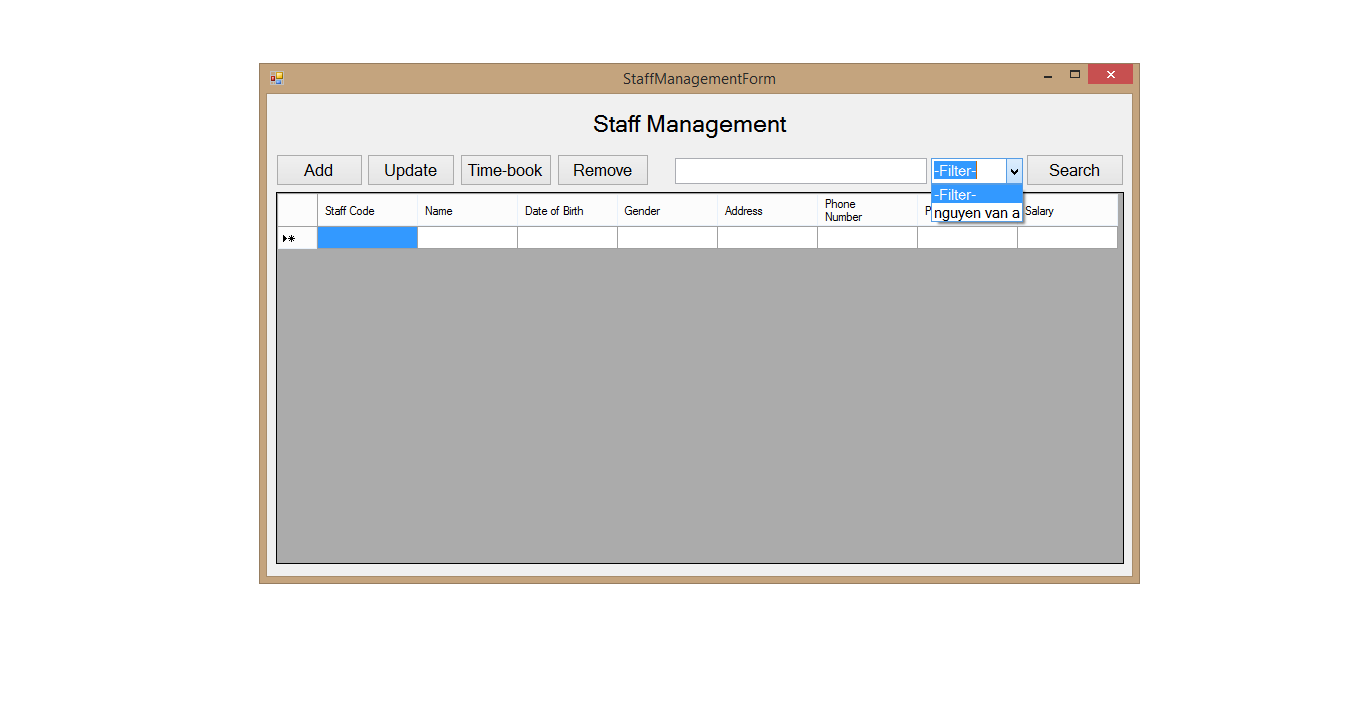 StaffManagementForm
Staff Management
Add Update Time-book Remove -Filter- Search
-Filter-
nguyen van a
Staff Code Name Date of Birth Gender Address Phone Number Salary